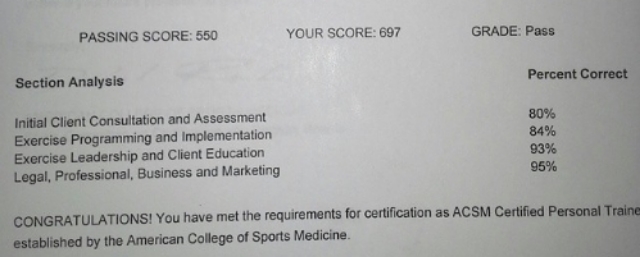 PASSING SCORE: 550 YOUR SCORE: 697 GRADE: Pass
Section Analysis Percent Correct
Initial Client Consultation and Assessment 80%
Exercise Programming and Implementation 84%
Exercise Leadership and Client Education 93%
Legal, Professional, Business and Marketing 95%
CONGRATULATIONS! You have met the requirements for certification as ACSM Certified Personal Traine
established by the American College of Sports Medicine.